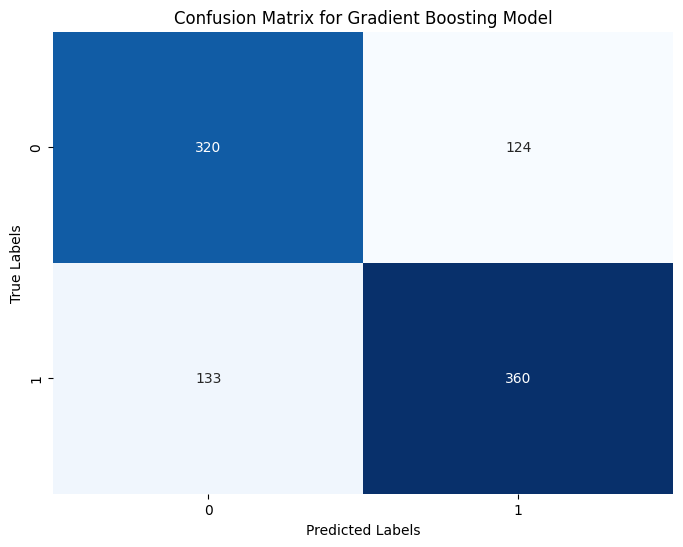 Confusion Matrix for Gradient Boosting Model
True Labels
0
320
124
1
133
360
0
1
Predicted Labels